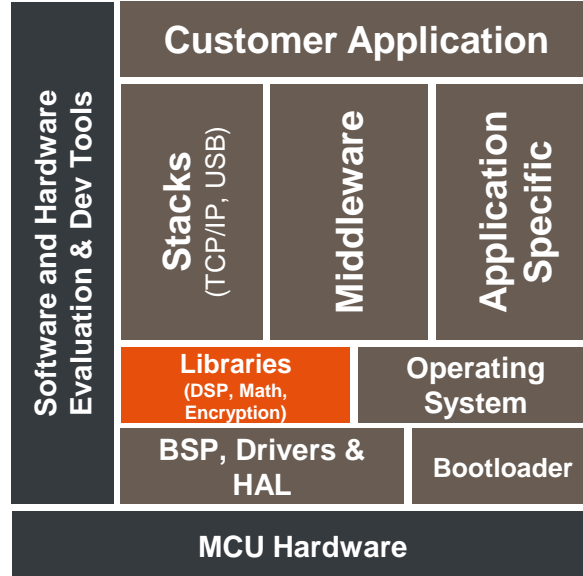 Customer Application
Software and Hardware
Evaluation & Dev Tools
Stacks
(TCP/IP, USB)
Middleware
Application
Specific
Libraries
(DSP, Math,
Encryption)
Operating
System
BSP, Drivers &
HAL
Bootloader
MCU Hardware